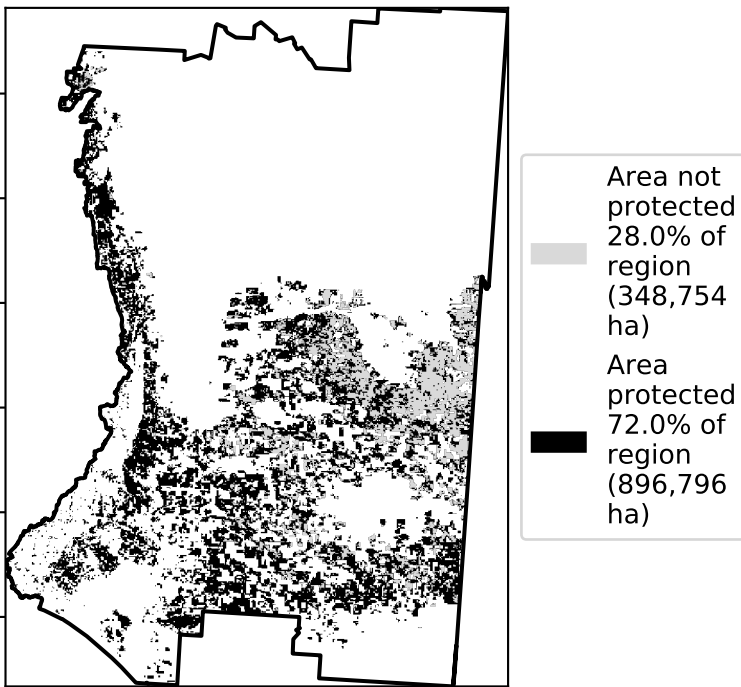 Area not
protected
28.0% of
region
(348,754
ha)
Area
protected
72.0% of
region
(896,796
ha)